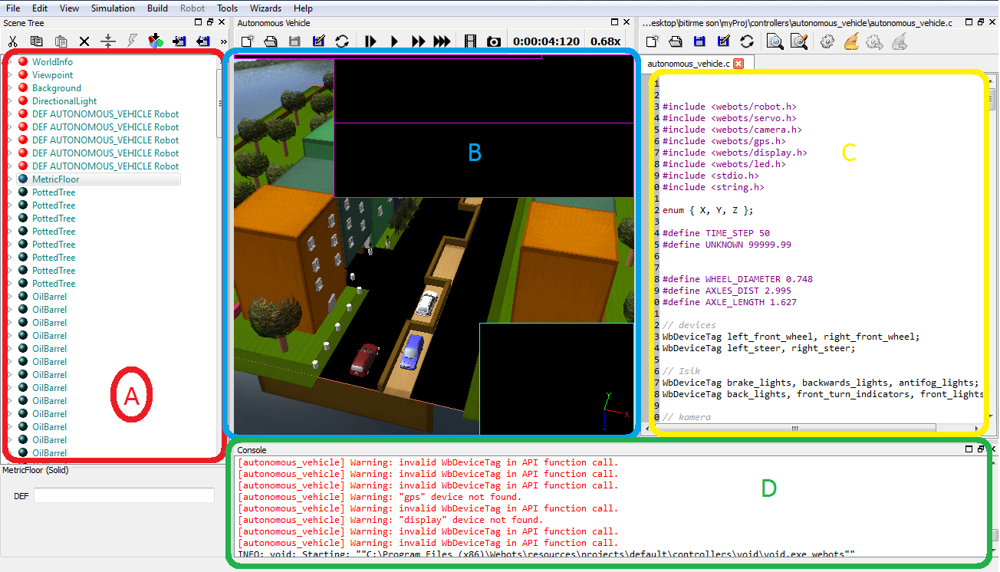 File Edit View Simulation Build Robot Tools Wizards Help
Scene Tree
»
WorldInfo
Viewpoint
Background
DirectionalLight
DEF AUTONOMOUS_VEHICLE Robot
DEF AUTONOMOUS_VEHICLE Robot
DEF AUTONOMOUS_VEHICLE Robot
DEF AUTONOMOUS_VEHICLE Robot
DEF AUTONOMOUS_VEHICLE Robot
MetricFloor
PottedTree
PottedTree
PottedTree
PottedTree
PottedTree
PottedTree
PottedTree
PottedTree
OilBarrel
OilBarrel
OilBarrel
OilBarrel
OilBarrel
OilBarrel
OilBarrel
OilBarrel
OilBarrel
OilBarrel
OilBarrel
OilBarrel
OilBarrel
A
MetricFloor (Solid)
DEF
Autonomous Vehicle
0:00:04:120 0.68x
B
Y
X
Z
...esktop\bitirme son\myProj\controllers\autonomous_vehicle\autonomous_vehicle.c
autonomous_vehicle.c
1
2
3 #include <webots/robot.h>
4 #include <webots/servo.h>
5 #include <webots/camera.h>
6 #include <webots/gps.h>
7 #include <webots/display.h>
8 #include <webots/led.h>
9 #include <stdio.h>
0 #include <string.h>
1
2 enum { X, Y, Z };
3
4 #define TIME_STEP 50
5 #define UNKNOWN 99999.99
6
7
8 #define WHEEL_DIAMETER 0.748
9 #define AXLES_DIST 2.995
0 #define AXLE_LENGTH 1.627
1
2 // devices
3 WbDeviceTag left_front_wheel, right_front_wheel;
4 WbDeviceTag left_steer, right_steer;
5
6 // Isik
7 WbDeviceTag brake_lights, backwards_lights, antifog_lights;
8 WbDeviceTag back_lights, front_turn_indicators, front_lights
9
0 // kamera
C
Console
[autonomous_vehicle] Warning: invalid WbDeviceTag in API function call.
[autonomous_vehicle] Warning: invalid WbDeviceTag in API function call.
[autonomous_vehicle] Warning: invalid WbDeviceTag in API function call.
[autonomous_vehicle] Warning: "gps" device not found.
[autonomous_vehicle] Warning: invalid WbDeviceTag in API function call.
[autonomous_vehicle] Warning: "display" device not found.
[autonomous_vehicle] Warning: invalid WbDeviceTag in API function call.
[autonomous_vehicle] Warning: invalid WbDeviceTag in API function call.
INFO: void: Starting: ""C:\Program Files (x86)\Webots\resources\projects\default\controllers\void\void.exe webots""
D